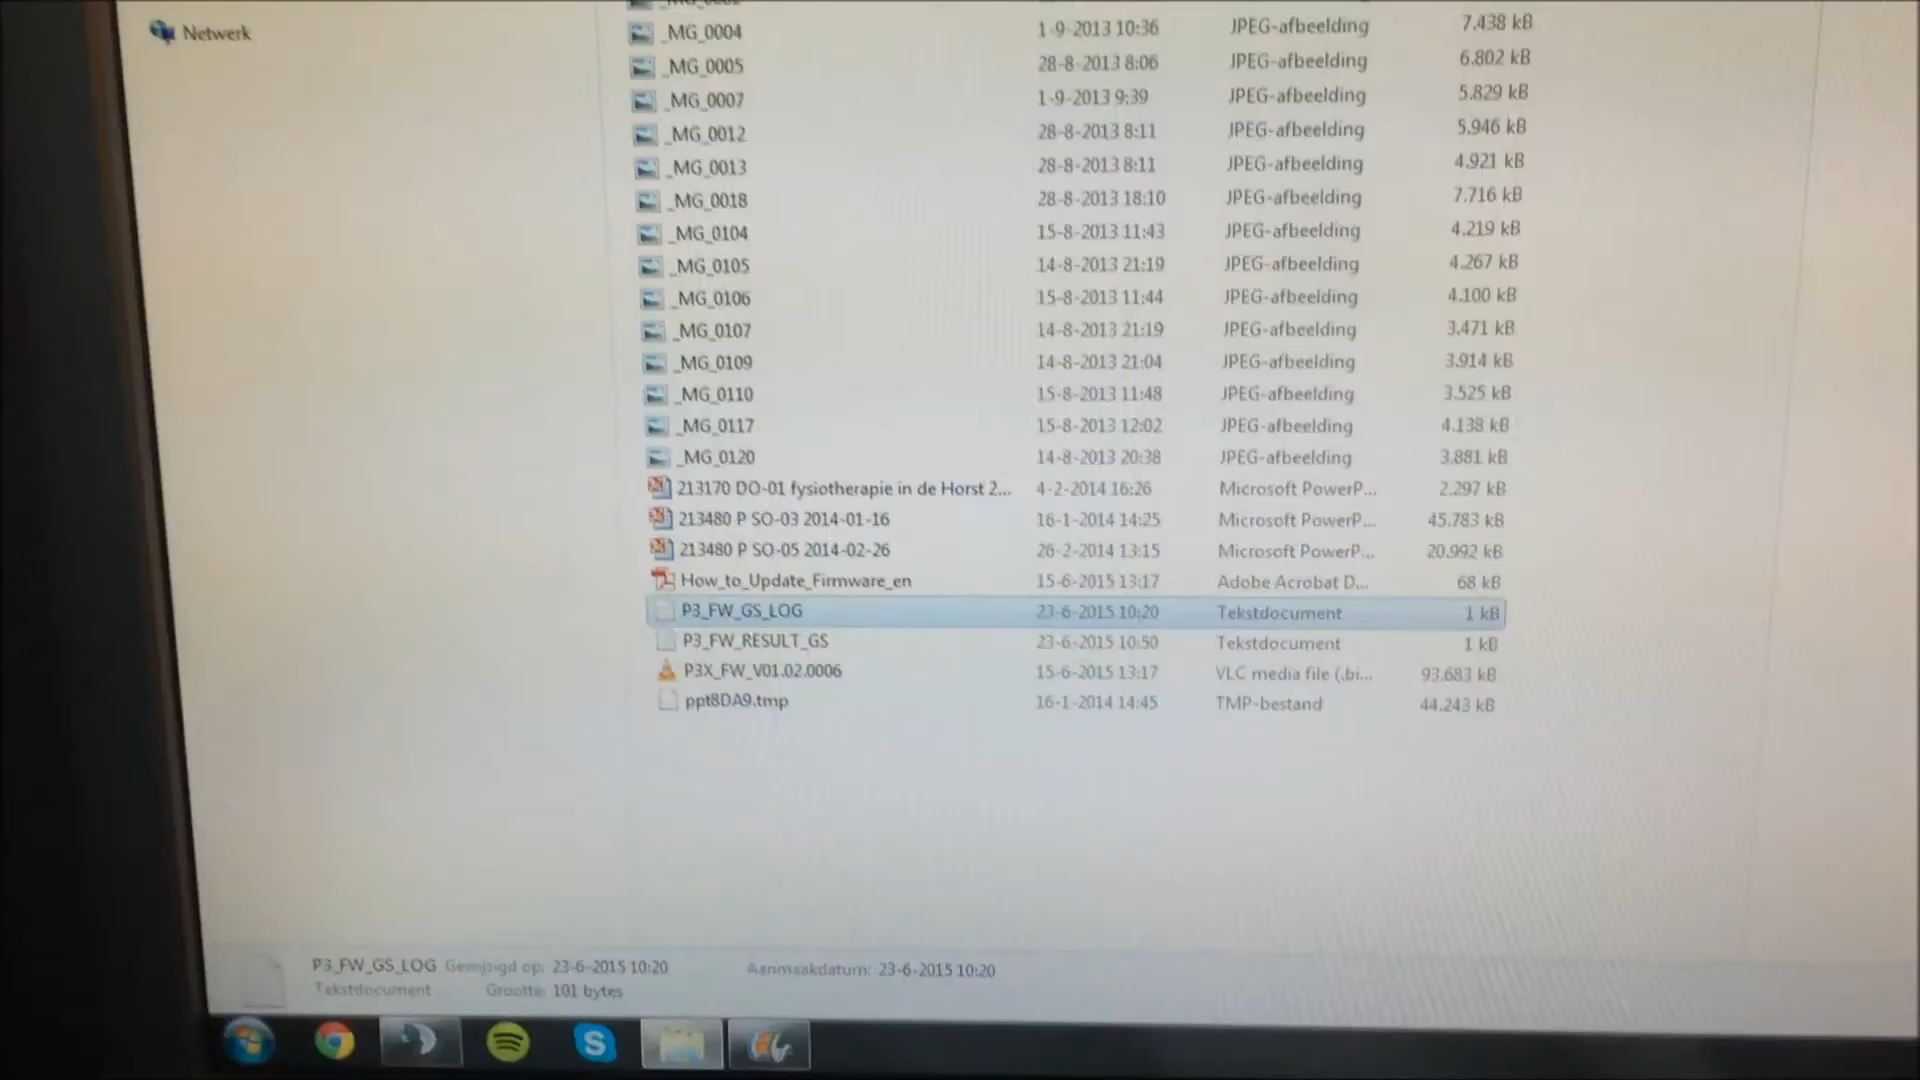 Netwerk
_MG_0004 1-9-2013 10:36 JPEG-afbeelding 7.438 kB
_MG_0005 28-8-2013 8:06 JPEG-afbeelding 6.802 kB
_MG_0007 1-9-2013 9:39 JPEG-afbeelding 5.829 kB
_MG_0012 28-8-2013 8:11 JPEG-afbeelding 5.946 kB
_MG_0013 28-8-2013 8:11 JPEG-afbeelding 4.921 kB
_MG_0018 28-8-2013 18:10 JPEG-afbeelding 7.716 kB
_MG_0104 15-8-2013 11:43 JPEG-afbeelding 4.219 kB
_MG_0105 14-8-2013 21:19 JPEG-afbeelding 4.267 kB
_MG_0106 15-8-2013 11:44 JPEG-afbeelding 4.100 kB
_MG_0107 14-8-2013 21:19 JPEG-afbeelding 3.471 kB
_MG_0109 14-8-2013 21:04 JPEG-afbeelding 3.914 kB
_MG_0110 15-8-2013 11:48 JPEG-afbeelding 3.525 kB
_MG_0117 15-8-2013 12:02 JPEG-afbeelding 4.138 kB
_MG_0120 14-8-2013 20:38 JPEG-afbeelding 3.881 kB
213170 DO-01 fysiotherapie in de Horst 2... 4-2-2014 16:26 Microsoft PowerP... 2.297 kB
213480 P SO-03 2014-01-16 16-1-2014 14:25 Microsoft PowerP... 45.783 kB
213480 P SO-05 2014-02-26 26-2-2014 13:15 Microsoft PowerP... 20.992 kB
How_to_Update_Firmware_en 15-6-2015 13:17 Adobe Acrobat D... 68 kB
P3_FW_GS_LOG 23-6-2015 10:20 Tekstdocument 1 kB
P3_FW_RESULT_GS 23-6-2015 10:50 Tekstdocument 1 kB
P3X_FW_V01.02.0006 15-6-2015 13:17 VLC media file (.bi... 93.683 kB
ppt8DA9.tmp 16-1-2014 14:45 TMP-bestand 44.243 kB
P3_FW_GS_LOG Gewijzigd op: 23-6-2015 10:20 Aanmaakdatum: 23-6-2015 10:20
Tekstdocument Grootte: 101 bytes